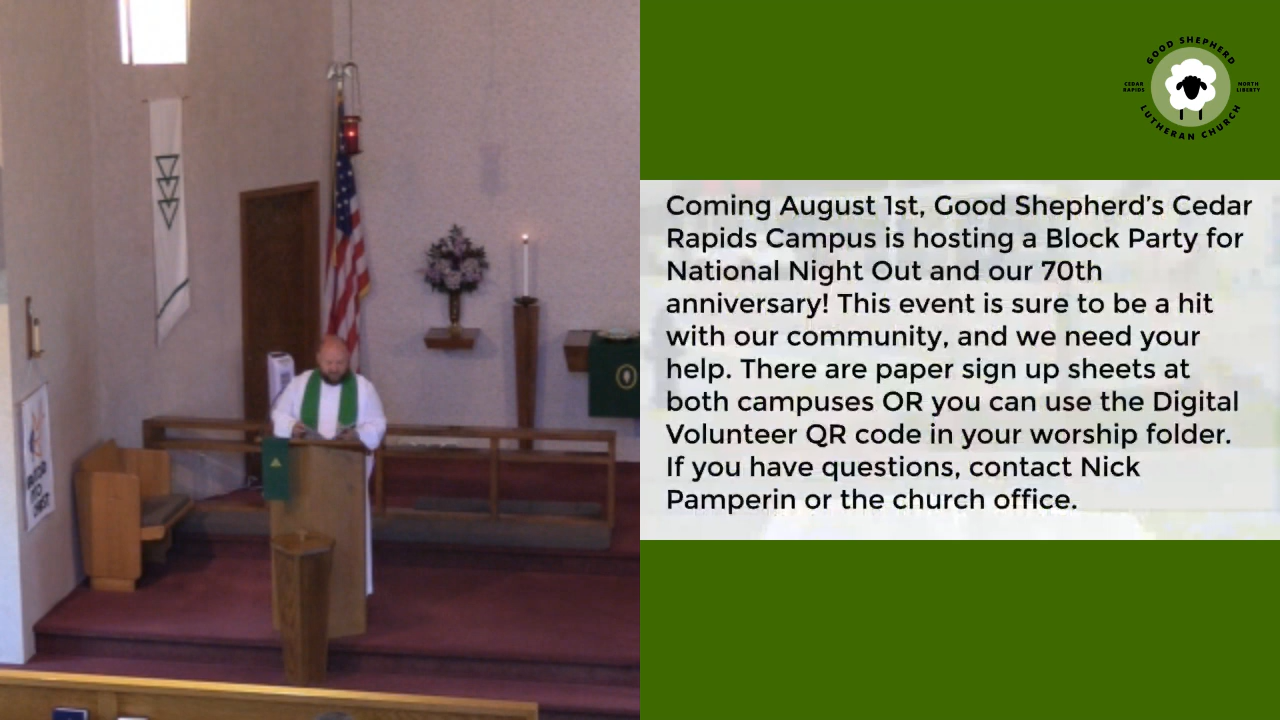 GOOD SHEPHERD
CEDAR RAPIDS
NORTH LIBERTY
LUTHERAN CHURCH
Coming August 1st, Good Shepherd's Cedar
Rapids Campus is hosting a Block Party for
National Night Out and our 70th
anniversary! This event is sure to be a hit
with our community, and we need your
help. There are paper sign up sheets at
both campuses OR you can use the Digital
Volunteer QR code in your worship folder.
If you have questions, contact Nick
Pamperin or the church office.